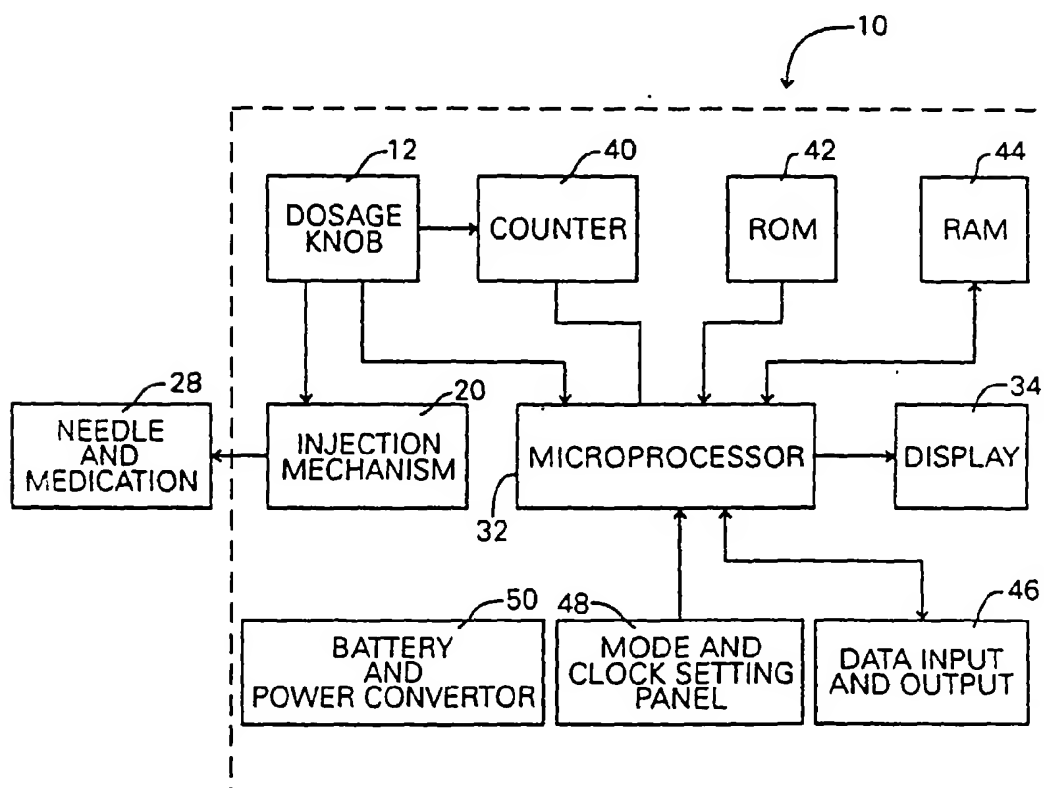 10
12
40
42
44
DOSAGE
KNOB
COUNTER
ROM
RAM
28
20
34
NEEDLE
AND
MEDICATION
INJECTION
MECHANISM
MICROPROCESSOR
DISPLAY
32
50
48
46
BATTERY
AND
POWER CONVERTOR
MODE AND
CLOCK SETTING
PANEL
DATA INPUT
AND OUTPUT